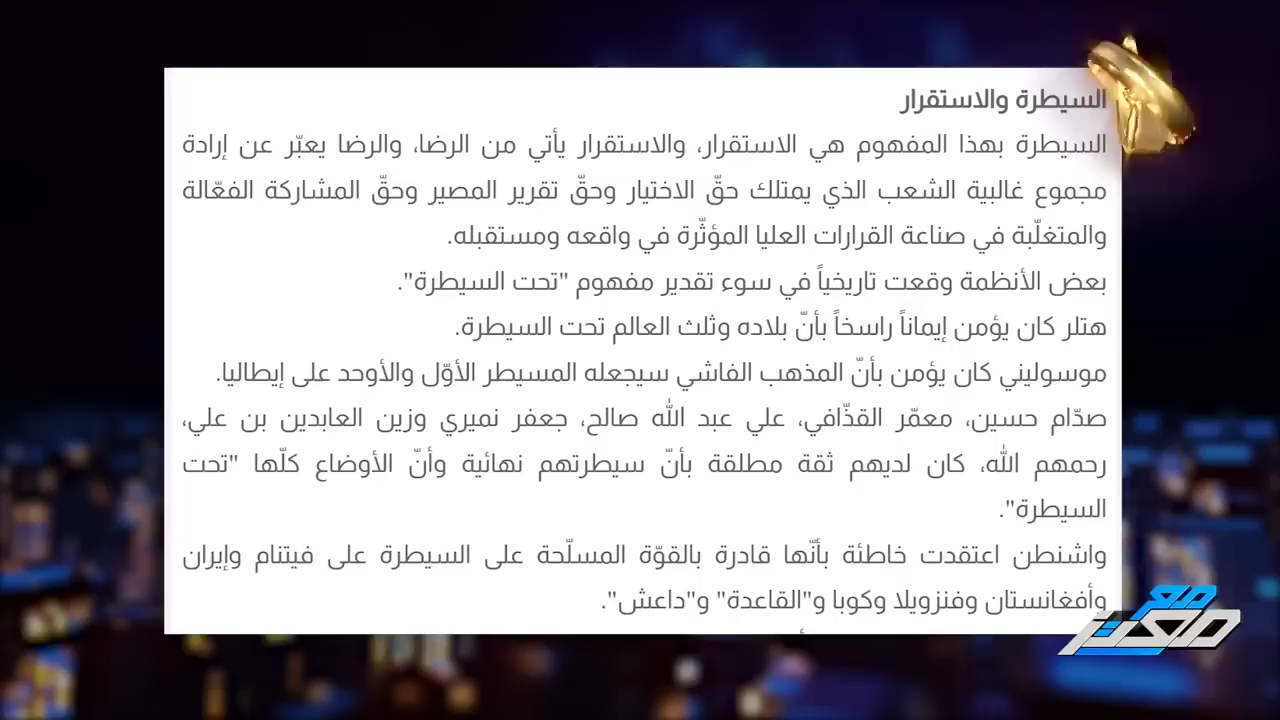 السيطرة والاستقرار
السيطرة بهذا المفهوم هي الاستقرار، والاستقرار يأتي من الرضا، والرضا يعبّر عن إرادة
مجموع غالبية الشعب الذي يمتلك حقّ الاختيار وحقّ تقرير المصير وحقّ المشاركة الفعّالة
والمتغلّبة في صناعة القرارات العليا المؤثّرة في واقعه ومستقبله.
بعض الأنظمة وقعت تاريخياً في سوء تقدير مفهوم "تحت السيطرة".
هتلر كان يؤمن إيماناً راسخاً بأنّ بلاده وثلث العالم تحت السيطرة.
موسوليني كان يؤمن بأنّ المذهب الفاشي سيجعله المسيطر الأوّل والأوحد على إيطاليا.
صدّام حسين، معمّر القذّافي، علي عبد الله صالح، جعفر نميري وزين العابدين بن علي،
رحمهم الله، كان لديهم ثقة مطلقة بأنّ سيطرتهم نهائية وأنّ الأوضاع كلّها "تحت
السيطرة".
واشنطن اعتقدت خاطئة بأنّها قادرة بالقوّة المسلّحة على السيطرة على فيتنام وإيران
وأفغانستان وفنزويلا وكوبا و"القاعدة" و"داعش".
مع
معتز